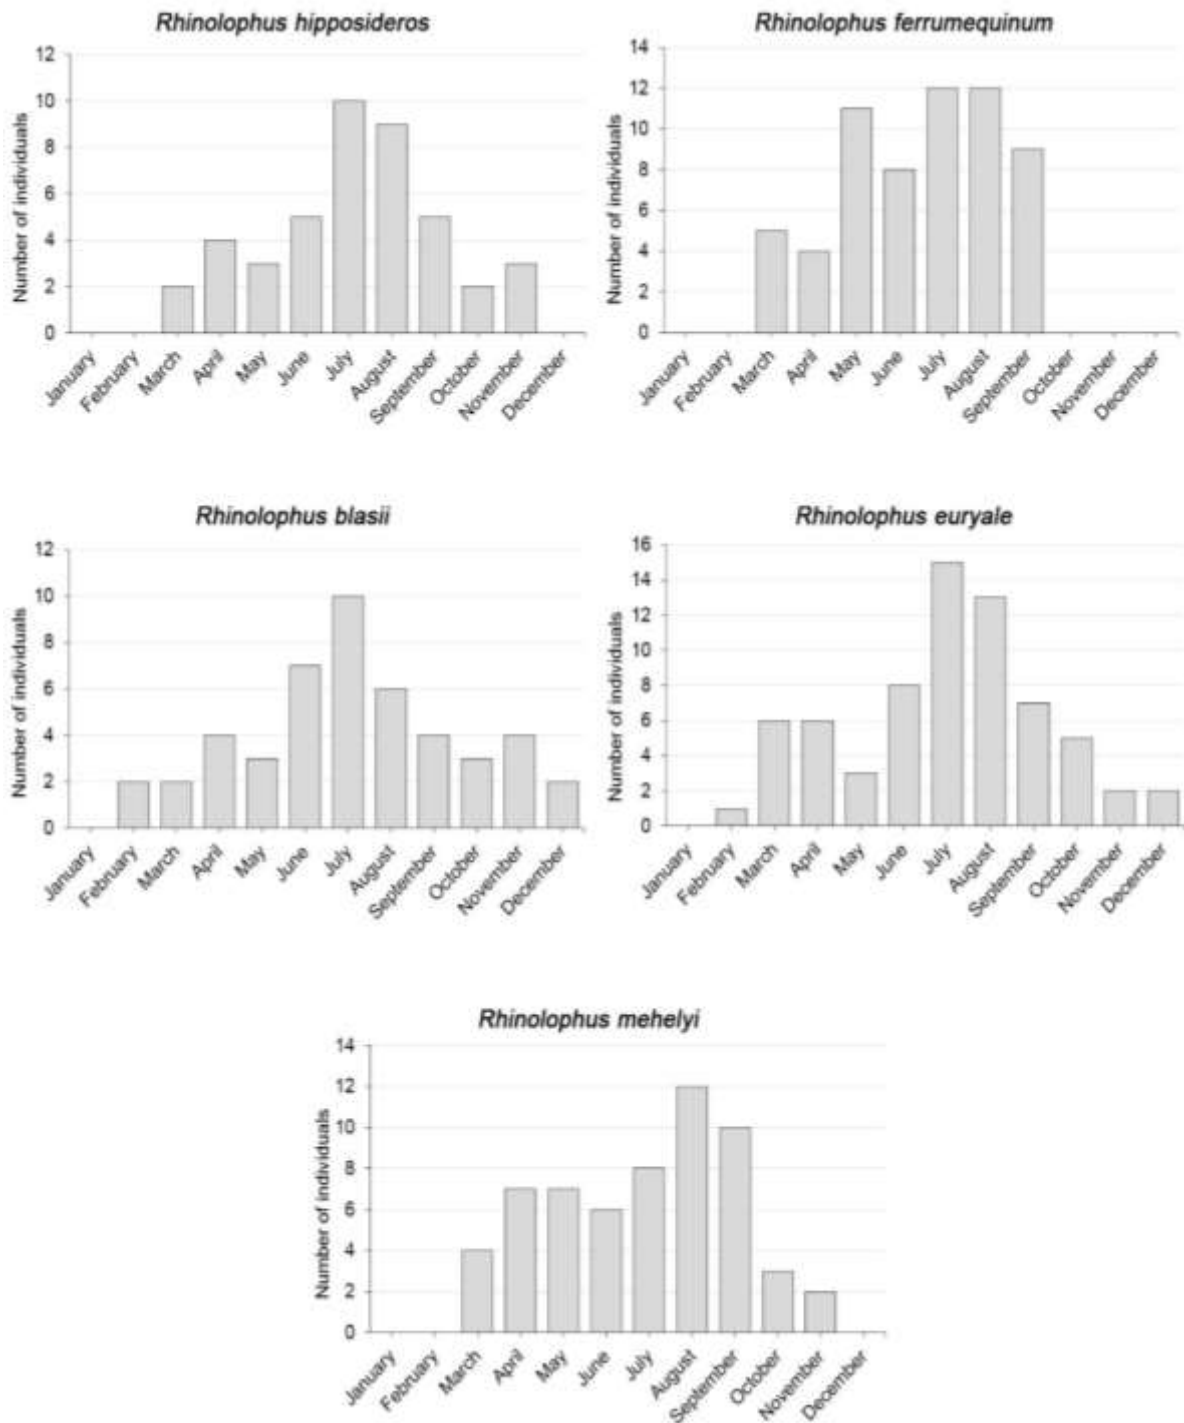 Rhinolophus hipposideros
Number of individuals
12
10
8
6
4
2
0
January
February
March
April
May
June
July
August
September
October
November
December
Rhinolophus ferrumequinum
Number of individuals
14
12
10
8
6
4
2
0
January
February
March
April
May
June
July
August
September
October
November
December
Rhinolophus blasii
Number of individuals
12
10
8
6
4
2
0
January
February
March
April
May
June
July
August
September
October
November
December
Rhinolophus euryale
Number of individuals
16
14
12
10
8
6
4
2
0
January
February
March
April
May
June
July
August
September
October
November
December
Rhinolophus mehelyi
Number of individuals
14
12
10
8
6
4
2
0
January
February
March
April
May
June
July
August
September
October
November
December